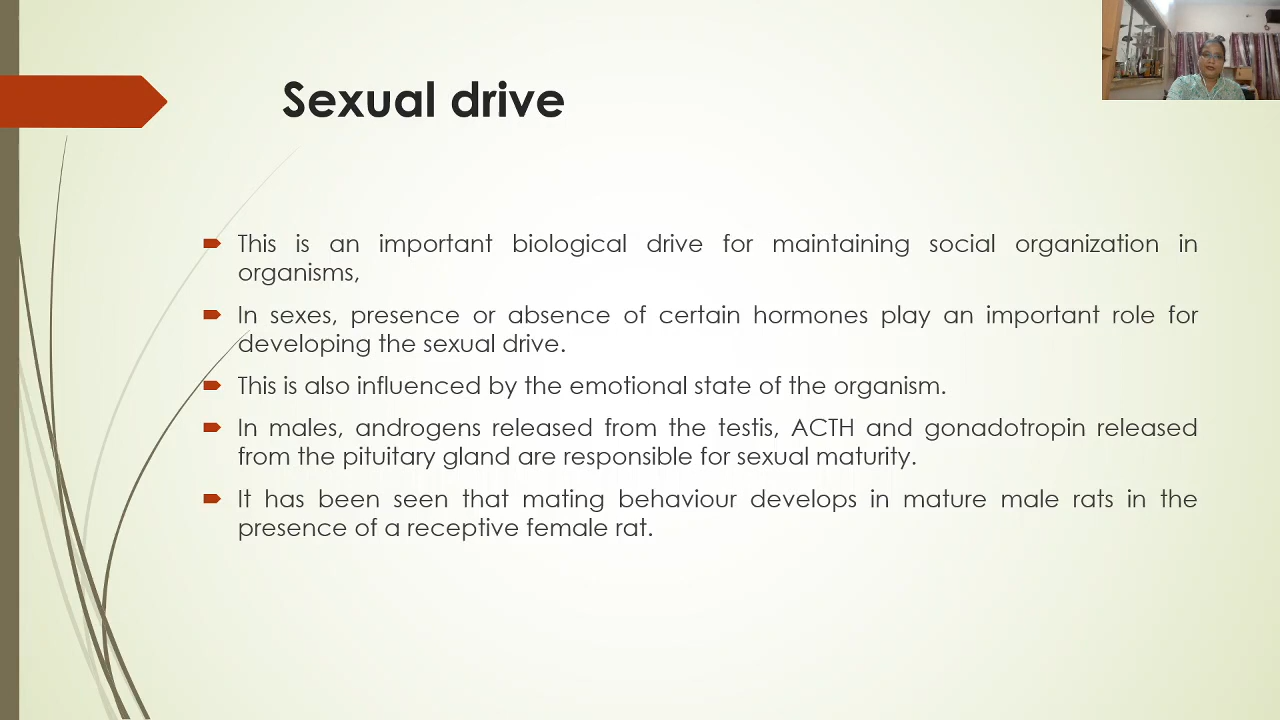 Sexual drive
This is an important biological drive for maintaining social organization in
organisms,
In sexes, presence or absence of certain hormones play an important role for
developing the sexual drive.
This is also influenced by the emotional state of the organism.
In males, androgens released from the testis, ACTH and gonadotropin released
from the pituitary gland are responsible for sexual maturity.
It has been seen that mating behaviour develops in mature male rats in the
presence of a receptive female rat.